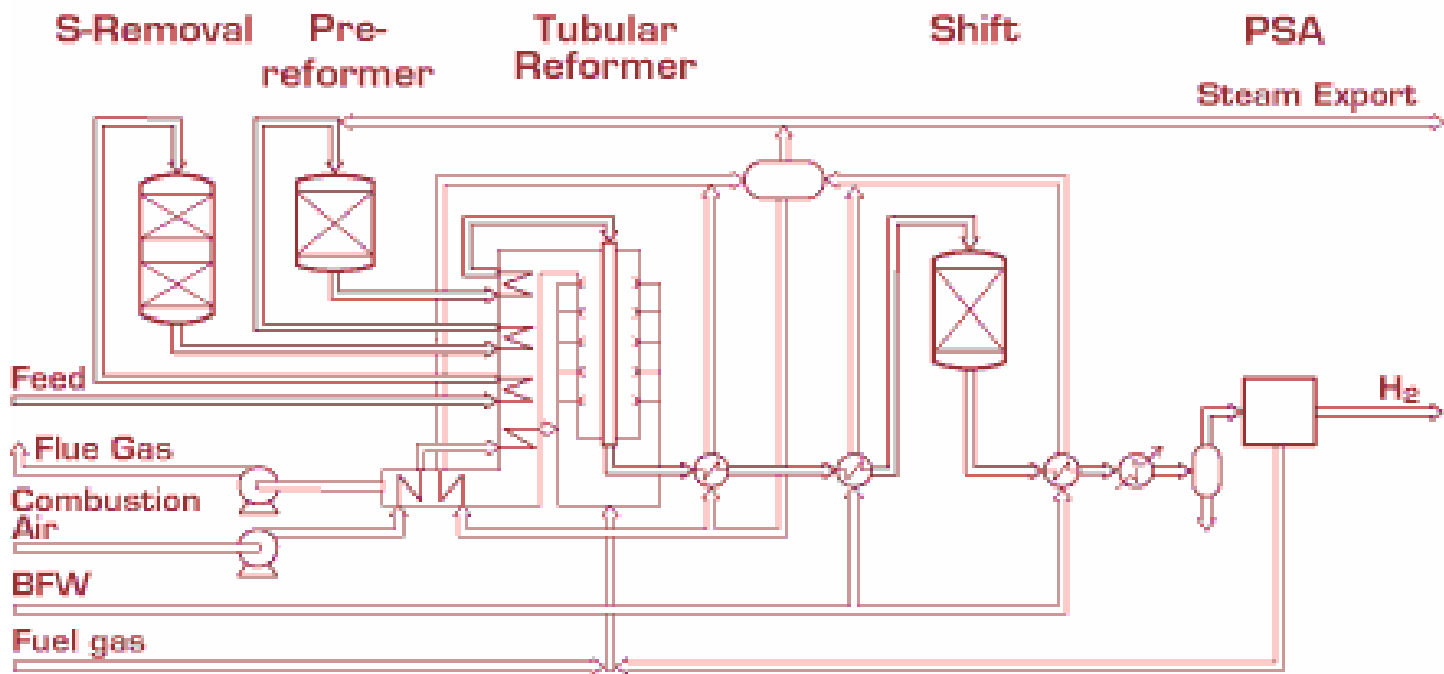 S-Removal
Pre-
reformer
Tubular
Reformer
Shift
PSA
Steam Export
Feed
H₂
Flue Gas
Combustion
Air
BFW
Fuel gas